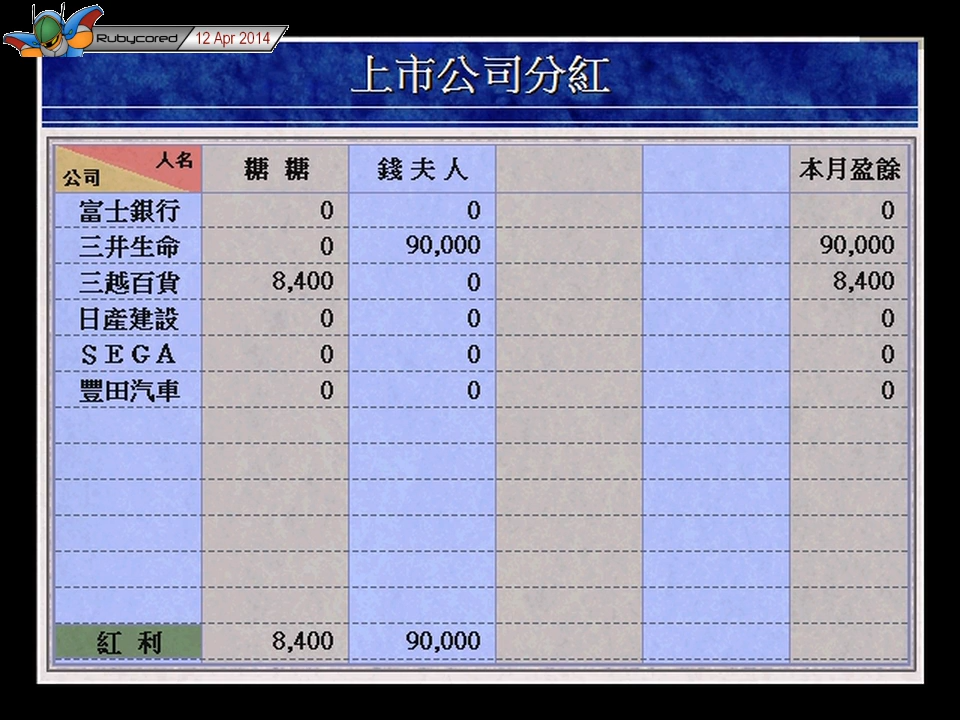 Rubycored 12 Apr 2014
上市公司分紅
人名 公司 糖糖 錢夫人 本月盈餘
富士銀行 0 0 0
三井生命 0 90,000 90,000
三越百貨 8,400 0 8,400
日產建設 0 0 0
SEGA 0 0 0
豐田汽車 0 0 0
紅利 8,400 90,000